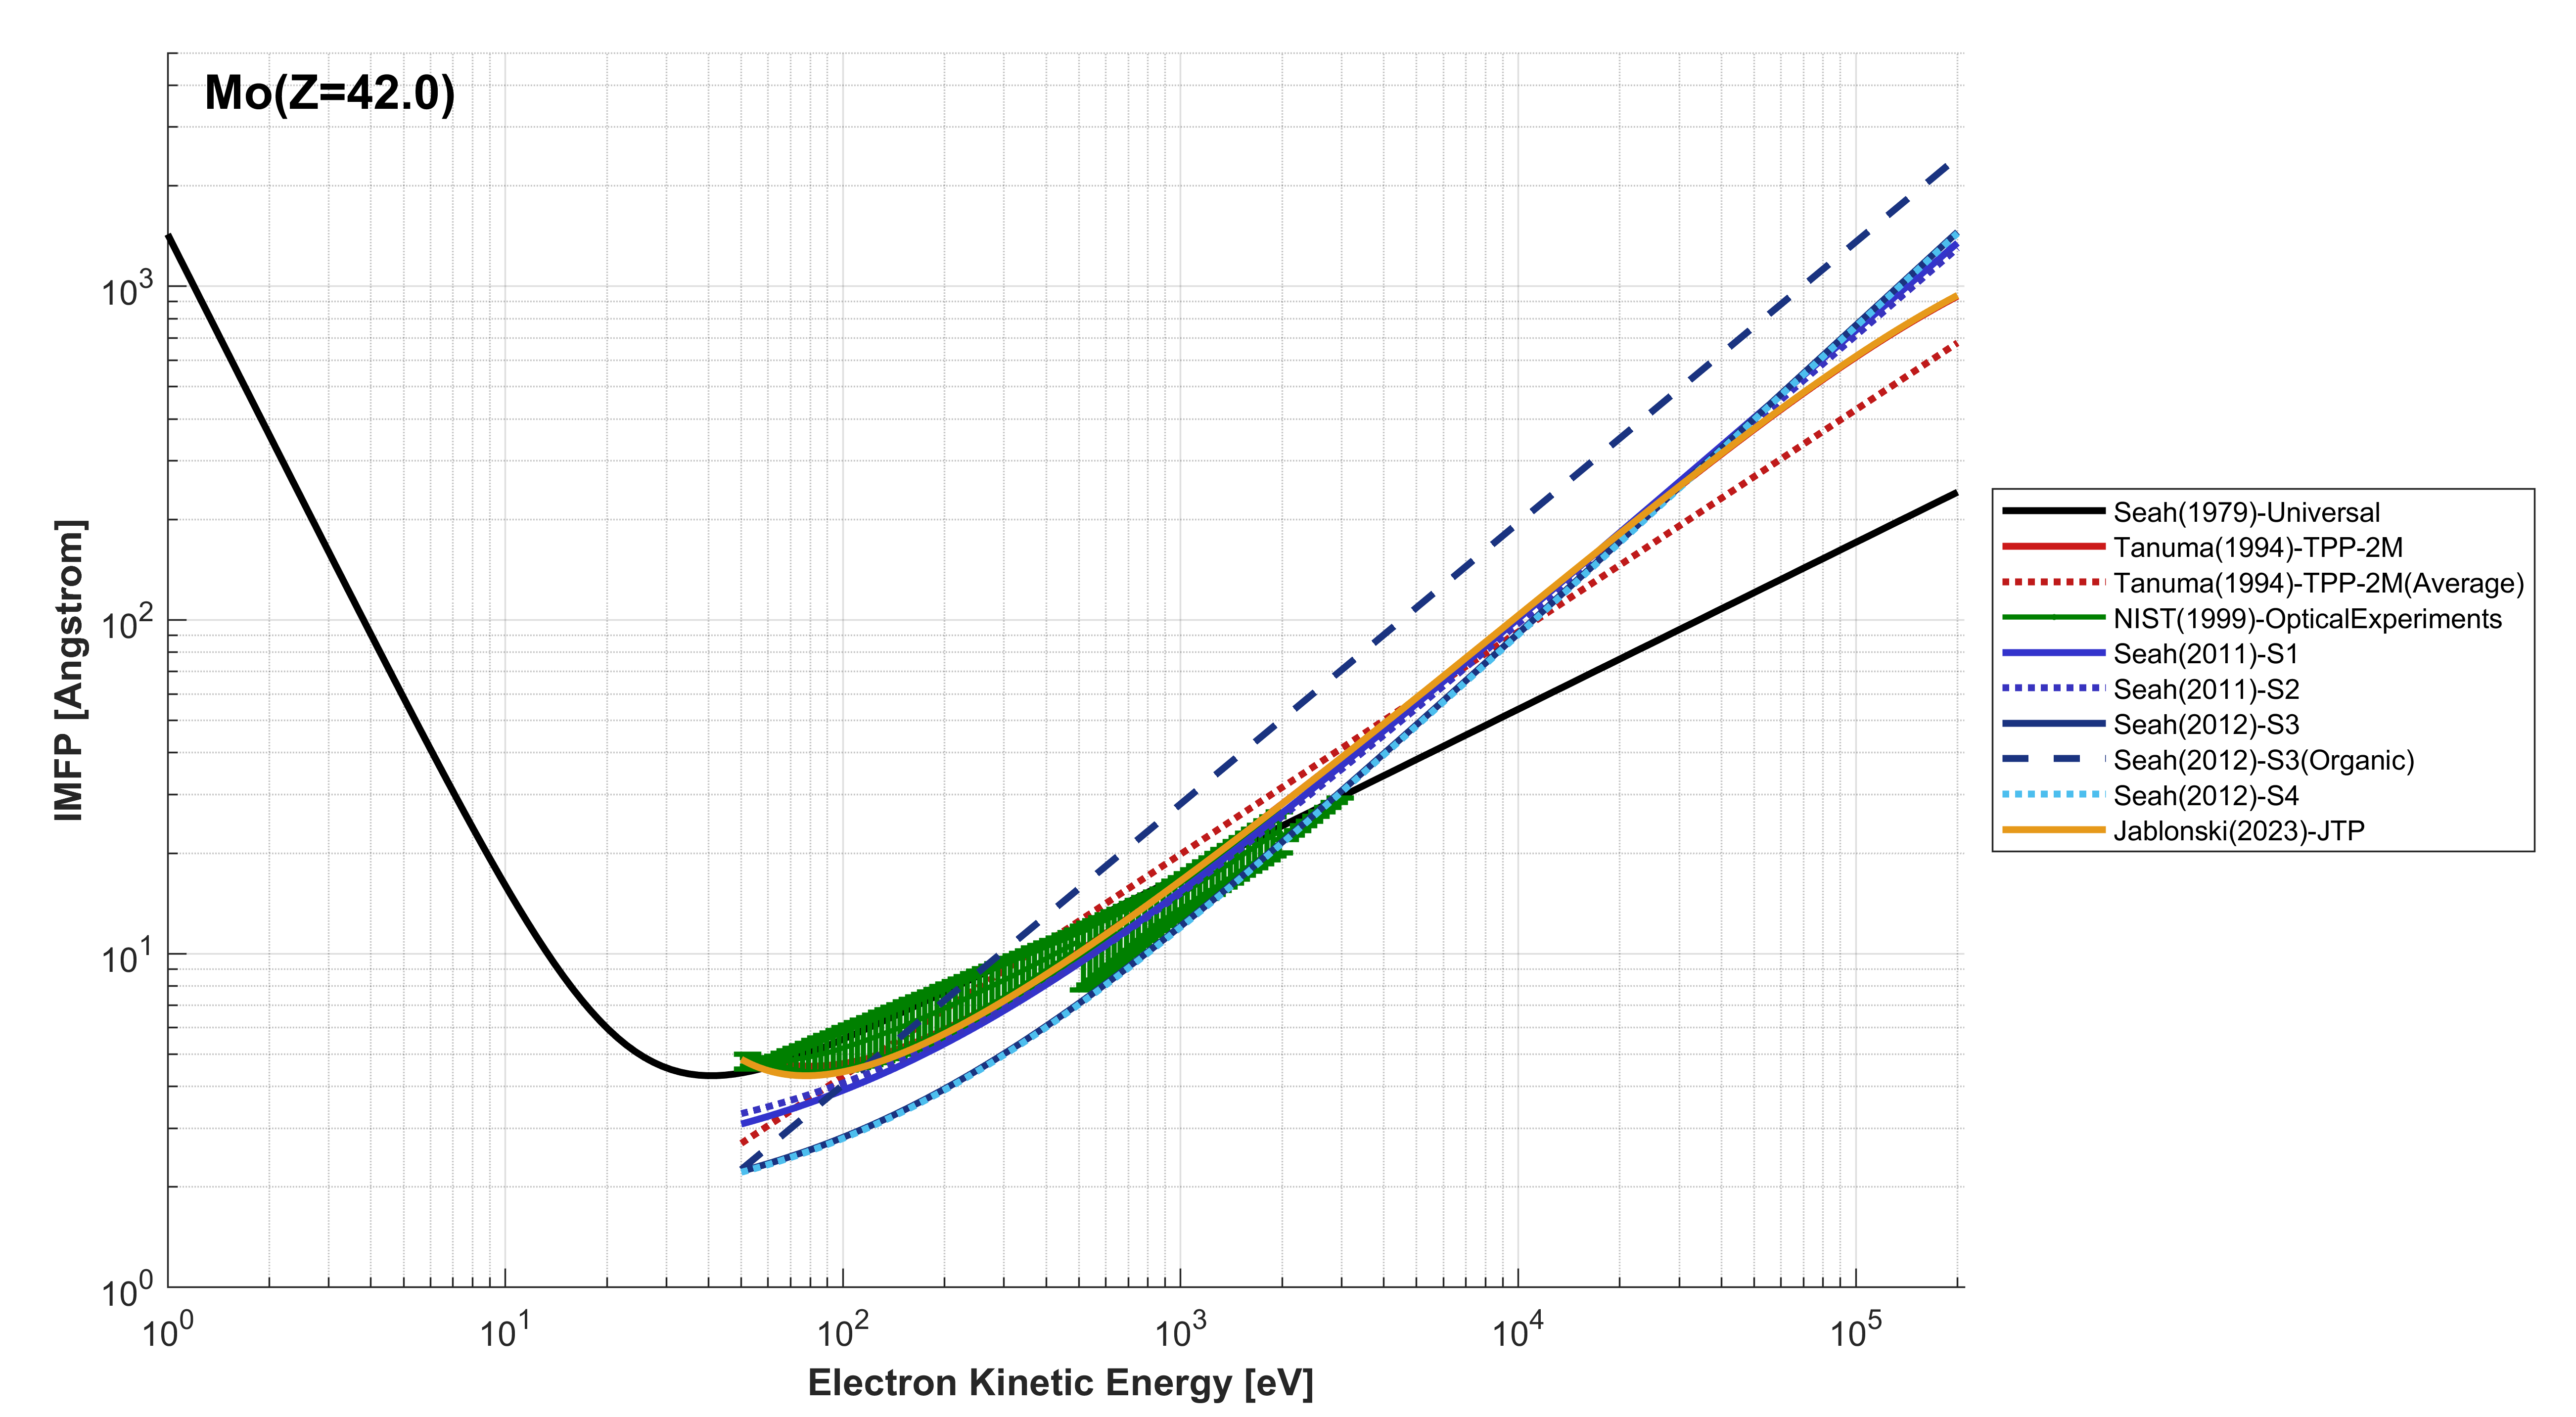 Mo(Z=42.0)
IMFP [Angstrom]
10^3
10^2
10^1
10^0
10^0 10^1 10^2 10^3 10^4 10^5
Electron Kinetic Energy [eV]
Seah(1979)-Universal
Tanuma(1994)-TPP-2M
Tanuma(1994)-TPP-2M(Average)
NIST(1999)-OpticalExperiments
Seah(2011)-S1
Seah(2011)-S2
Seah(2012)-S3
Seah(2012)-S3(Organic)
Seah(2012)-S4
Jablonski(2023)-JTP